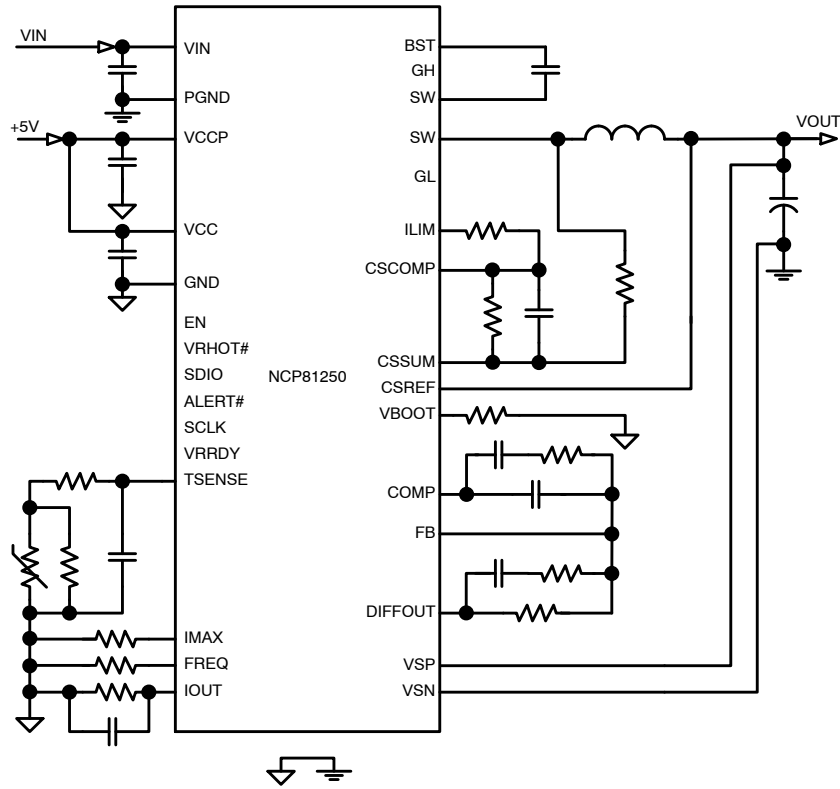 VIN
+5V
VIN
PGND
VCCP
VCC
GND
EN
VRHOT#
SDIO
ALERT#
SCLK
VRRDY
TSENSE
IMAX
FREQ
IOUT
NCP81250
BST
GH
SW
SW
GL
ILIM
CSCOMP
CSSUM
CSREF
VBOOT
COMP
FB
DIFFOUT
VSP
VSN
VOUT